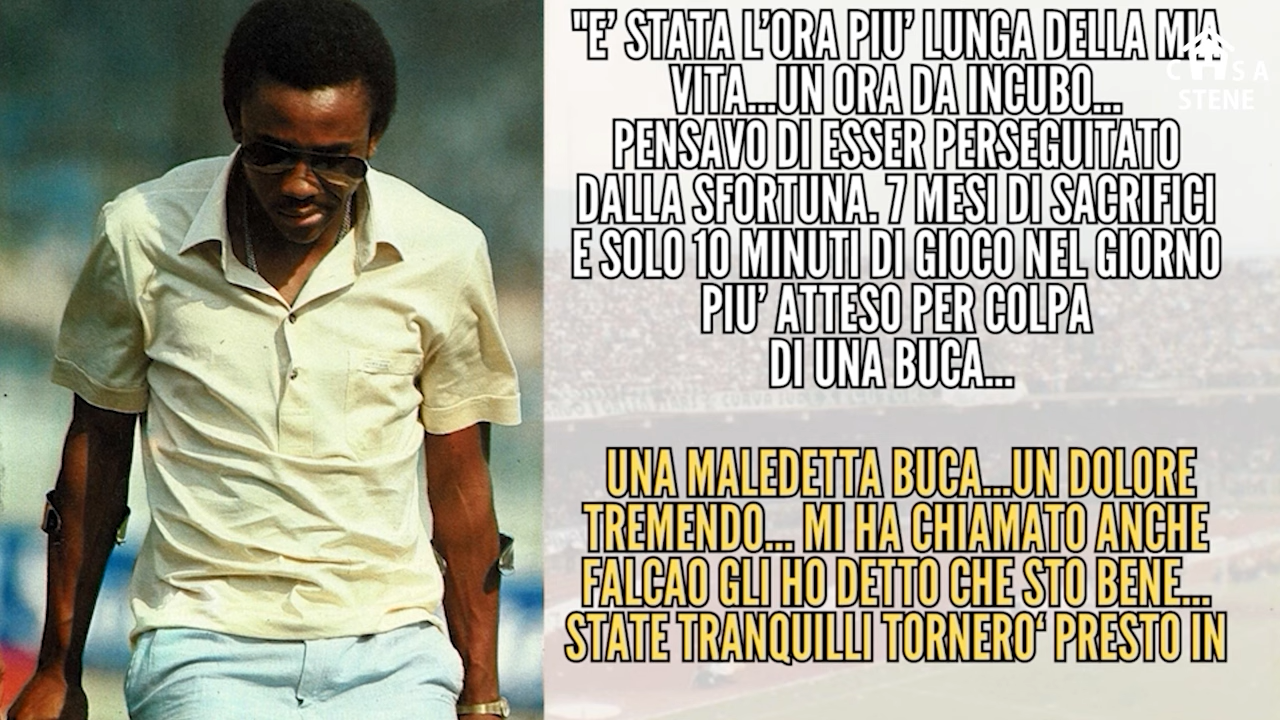 "E' STATA L'ORA PIU' LUNGA DELLA MIA
VITA...UN ORA DA INCUBO...
PENSAVO DI ESSER PERSEGUITATO
DALLA SFORTUNA. 7 MESI DI SACRIFICI
E SOLO 10 MINUTI DI GIOCO NEL GIORNO
PIU' ATTESO PER COLPA
DI UNA BUCA...
UNA MALEDETTA BUCA...UN DOLORE
TREMENDO... MI HA CHIAMATO ANCHE
FALCAO GLI HO DETTO CHE STO BENE...
STATE TRANQUILLI TORNERO‘ PRESTO IN
CASA
STENE